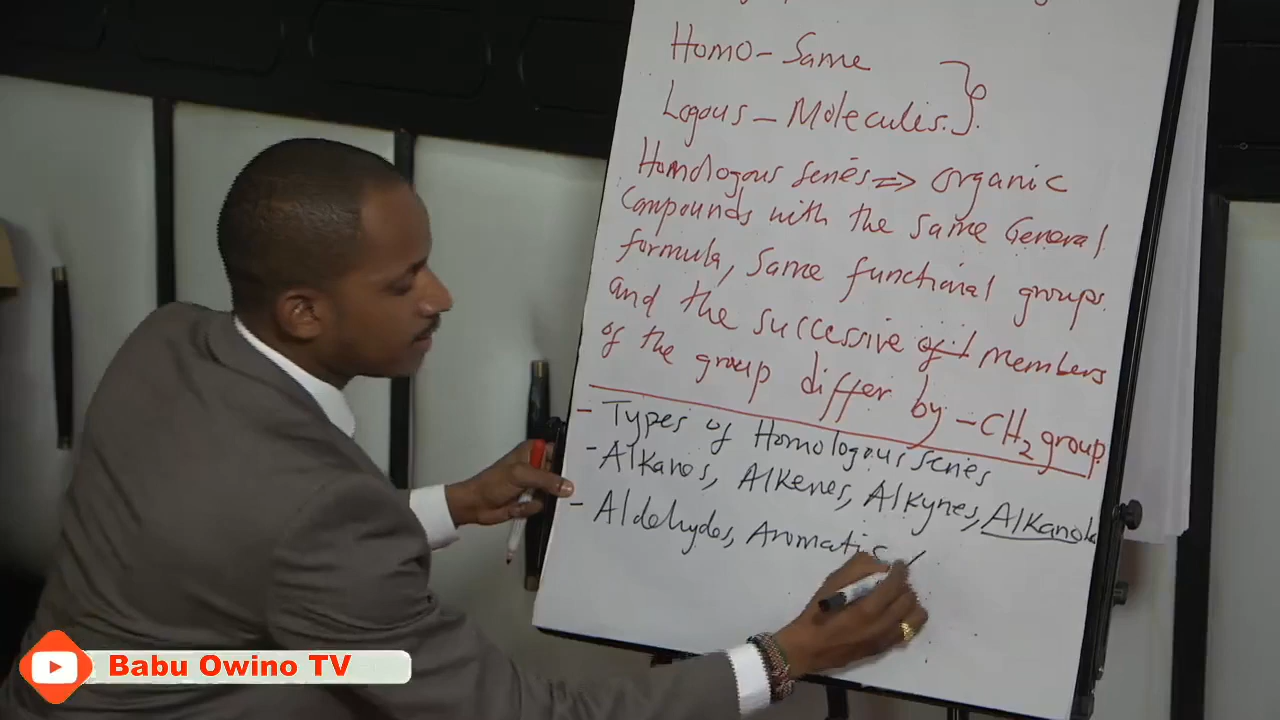 Homo - Same
Logous - Molecules.
Homologous series => organic
Compounds with the same General
formula, same functional groups.
and the successive of t members
of the group differ by -CH2 group.
- Types of Homologous series
- Alkanes, Alkenes, Alkynes, Alkanols
- Aldehydes, Aromatic
Babu Owino TV